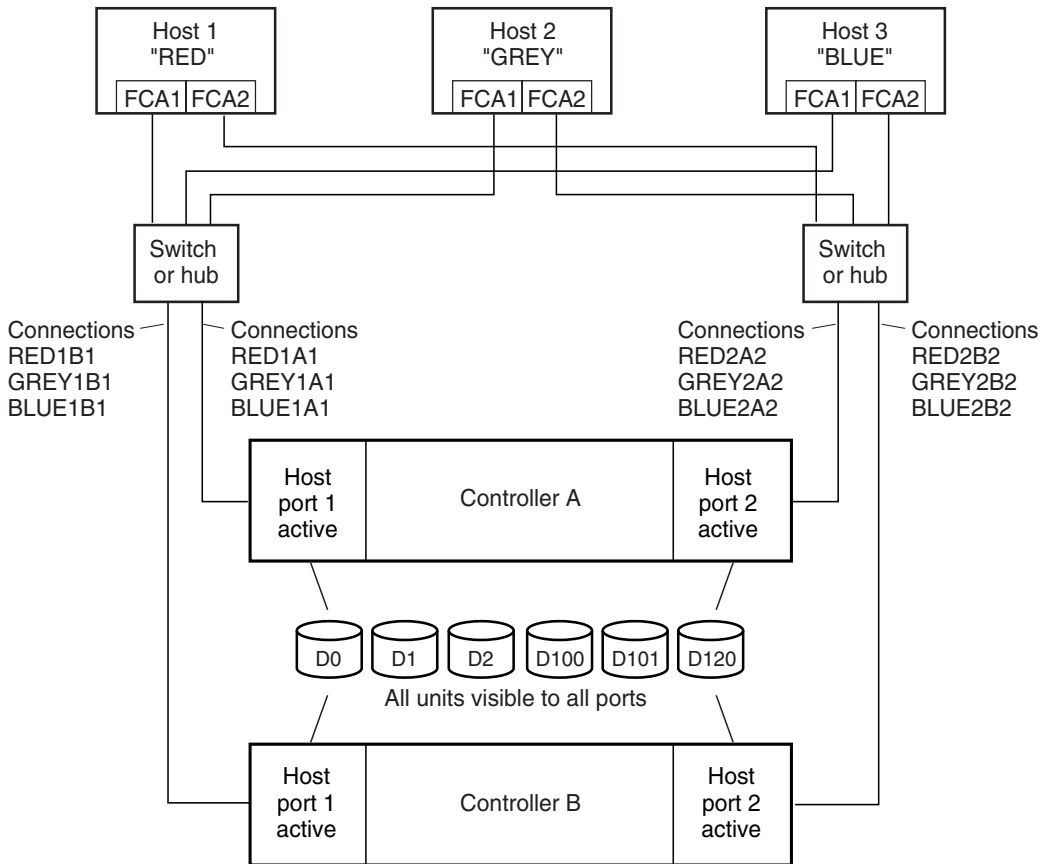 Host 1
"RED"
FCA1 FCA2
Host 2
"GREY"
FCA1 FCA2
Host 3
"BLUE"
FCA1 FCA2
Switch
or hub
Switch
or hub
Connections
RED1B1
GREY1B1
BLUE1B1
Connections
RED1A1
GREY1A1
BLUE1A1
Connections
RED2A2
GREY2A2
BLUE2A2
Connections
RED2B2
GREY2B2
BLUE2B2
Host
port 1
active
Controller A
Host
port 2
active
D0 D1 D2 D100 D101 D120
All units visible to all ports
Host
port 1
active
Controller B
Host
port 2
active